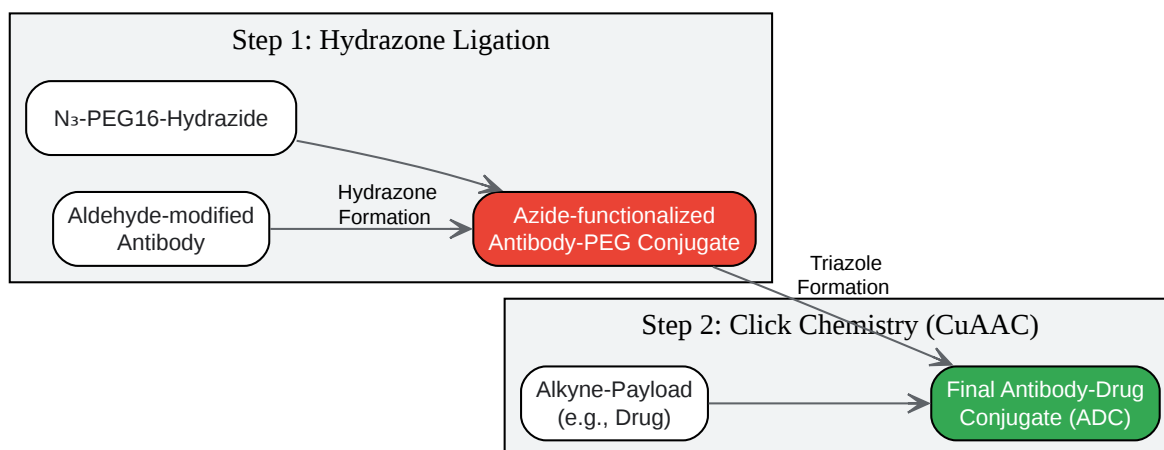 Step 1: Hydrazone Ligation
N₃-PEG16-Hydrazide
Hydrazone
Formation
Aldehyde-modified
Antibody
Azide-functionalized
Antibody-PEG Conjugate
Triazole
Formation
Step 2: Click Chemistry (CuAAC)
Alkyne-Payload
(e.g., Drug)
Final Antibody-Drug
Conjugate (ADC)